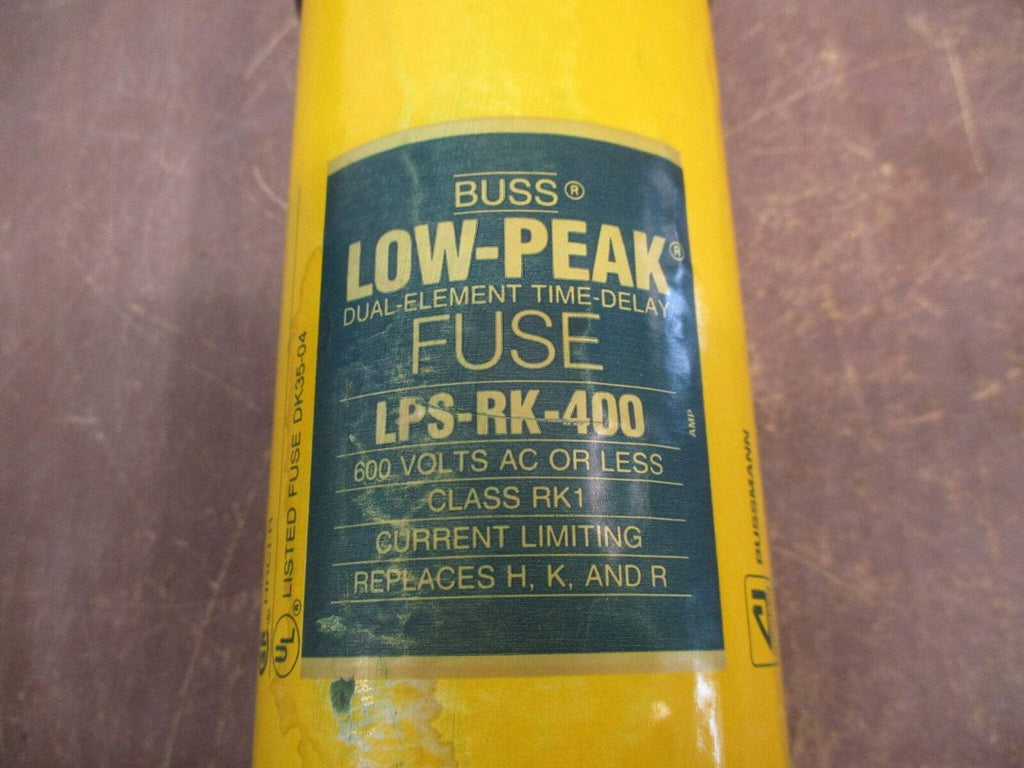 BUSS®
LOW-PEAK®
DUAL-ELEMENT TIME-DELAY
FUSE
LPS-RK-400 AMP
600 VOLTS AC OR LESS
CLASS RK1
CURRENT LIMITING
REPLACES H, K, AND R
UL® LISTED FUSE DK35-04
BUSSMANN